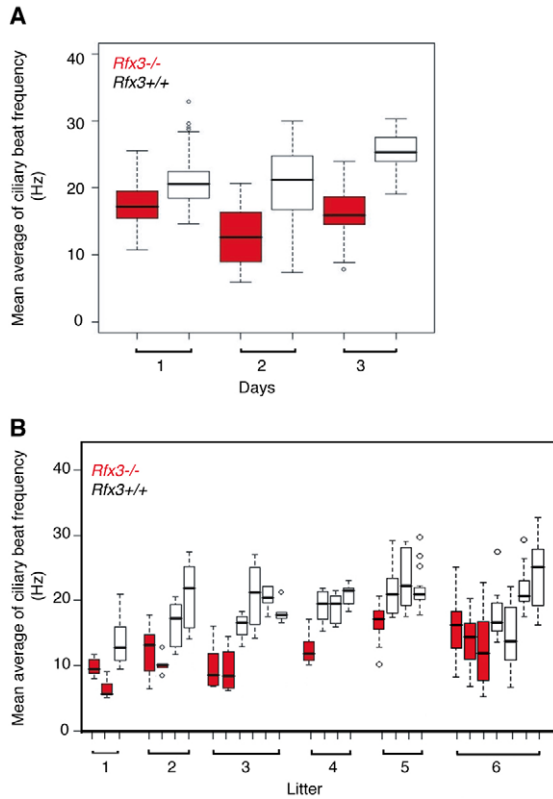 A
Mean average of ciliary beat frequency
(Hz)
40
30
20
10
0
Rfx3-/-
Rfx3+/+
1 2 3
Days
B
Mean average of ciliary beat frequency
(Hz)
40
30
20
10
0
Rfx3-/-
Rfx3+/+
1 2 3 4 5 6
Litter